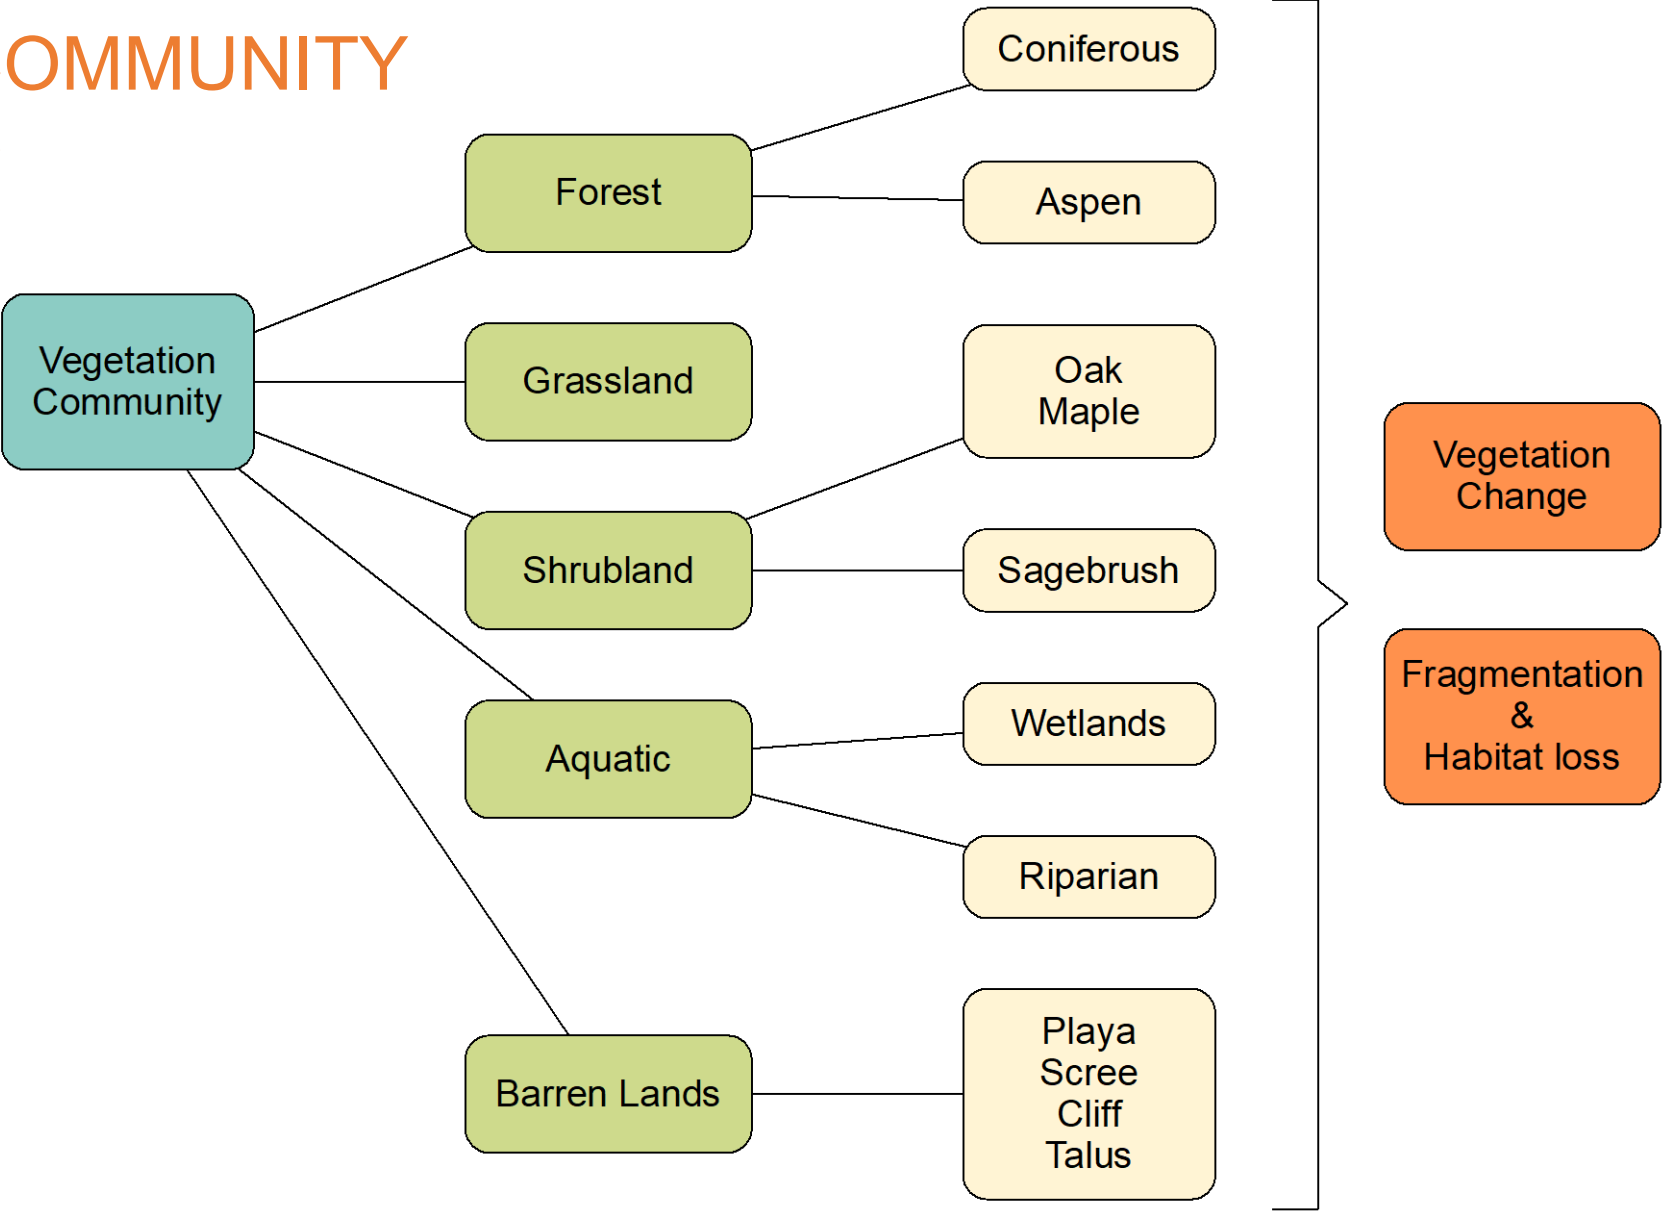 OMMUNITY
Coniferous
Forest
Aspen
Vegetation
Community
Grassland
Oak
Maple
Shrubland
Sagebrush
Aquatic
Wetlands
Riparian
Barren Lands
Playa
Scree
Cliff
Talus
Vegetation
Change
Fragmentation
&
Habitat loss